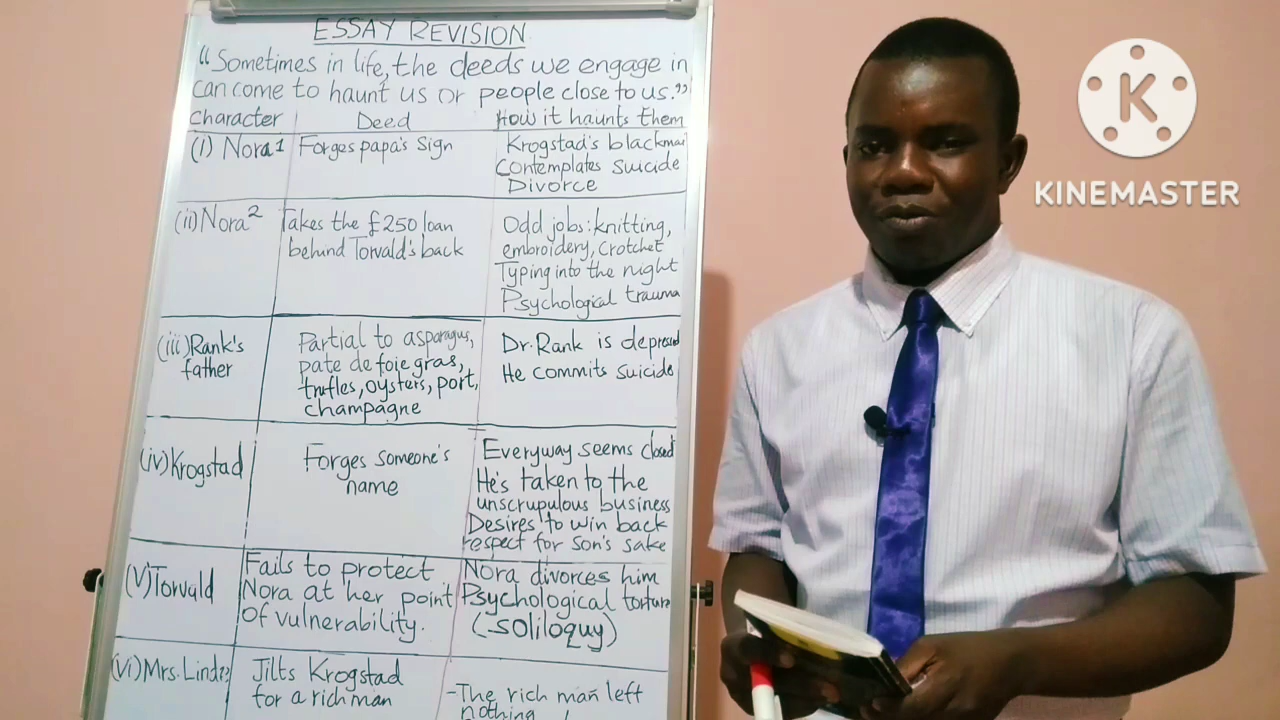 ESSAY REVISION
"Sometimes in life, the deeds we engage in
can come to haunt us or people close to us."
Character Deed How it haunts them
(i) Nora 1 Forges papa's sign Krogstad's blackmai
Contemplates suicide
Divorce
(ii) Nora 2 Takes the £250 loan
behind Torvald's back
Odd jobs: knitting,
embroidery, crotchet
Typing into the night
Psychological trauma
(iii) Rank's
father
Partial to asparagus,
pate de foie gras,
trufles, oysters, port,
champagne
Dr. Rank is depressed
He commits suicide
(iv) Krogstad
Forges someone's
name
Everyway seems closed
He's taken to the
unscrupulous business
Desires to win back
respect for son's sake
(V) Torvald
Fails to protect
Nora at her point
of vulnerability.
Nora divorces him
Psychological torture
(-soliloquy)
(vi) Mrs. Linde
Jilts Krogstad
for a rich man
-The rich man left
nothing
K
KINEMASTER